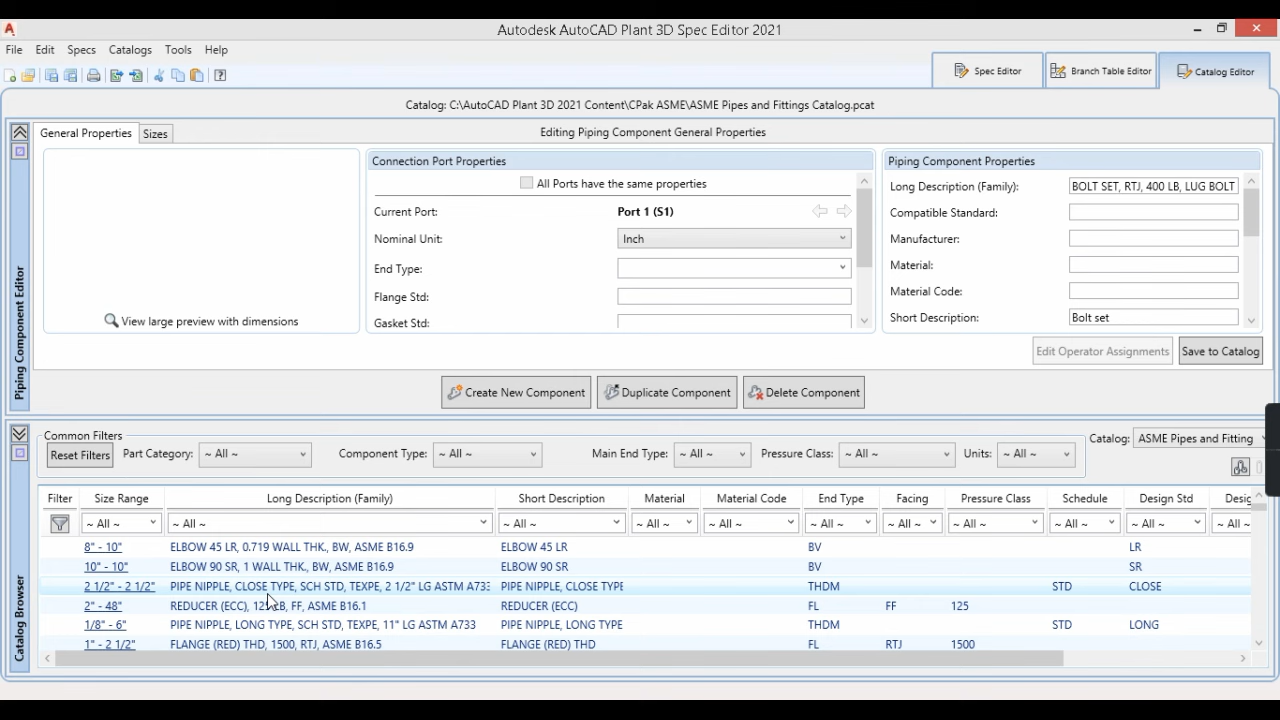 Autodesk AutoCAD Plant 3D Spec Editor 2021
File Edit Specs Catalogs Tools Help
Spec Editor Branch Table Editor Catalog Editor
Catalog: C:\AutoCAD Plant 3D 2021 Content\CPak ASME\ASME Pipes and Fittings Catalog.pcat
General Properties Sizes Editing Piping Component General Properties
Connection Port Properties Piping Component Properties
All Ports have the same properties
Long Description (Family): BOLT SET, RTJ, 400 LB, LUG BOLT
Current Port: Port 1 (S1) Compatible Standard:
Nominal Unit: Inch Manufacturer:
End Type: Material:
Flange Std: Material Code:
Gasket Std: Short Description: Bolt set
View large preview with dimensions
Piping Component Editor
Edit Operator Assignments Save to Catalog
Create New Component Duplicate Component Delete Component
Common Filters
Reset Filters Part Category: ~ All ~ Component Type: ~ All ~ Main End Type: ~ All ~ Pressure Class: ~ All ~ Units: ~ All ~ Catalog: ASME Pipes and Fitting
Catalog Browser
Filter Size Range Long Description (Family) Short Description Material Material Code End Type Facing Pressure Class Schedule Design Std Desig
~ All ~ ~ All ~ ~ All ~ ~ All ~ ~ All ~ ~ All ~ ~ All ~ ~ All ~ ~ All ~ ~ All ~ ~ All ~
8" - 10" ELBOW 45 LR, 0.719 WALL THK., BW, ASME B16.9 ELBOW 45 LR BV LR
10" - 10" ELBOW 90 SR, 1 WALL THK., BW, ASME B16.9 ELBOW 90 SR BV SR
2 1/2" - 2 1/2" PIPE NIPPLE, CLOSE TYPE, SCH STD, TEXPE, 2 1/2" LG ASTM A733 PIPE NIPPLE, CLOSE TYPE THDM STD CLOSE
2" - 48" REDUCER (ECC), 125 LB, FF, ASME B16.1 REDUCER (ECC) FL FF 125
1/8" - 6" PIPE NIPPLE, LONG TYPE, SCH STD, TEXPE, 11" LG ASTM A733 PIPE NIPPLE, LONG TYPE THDM STD LONG
1" - 2 1/2" FLANGE (RED) THD, 1500, RTJ, ASME B16.5 FLANGE (RED) THD FL RTJ 1500